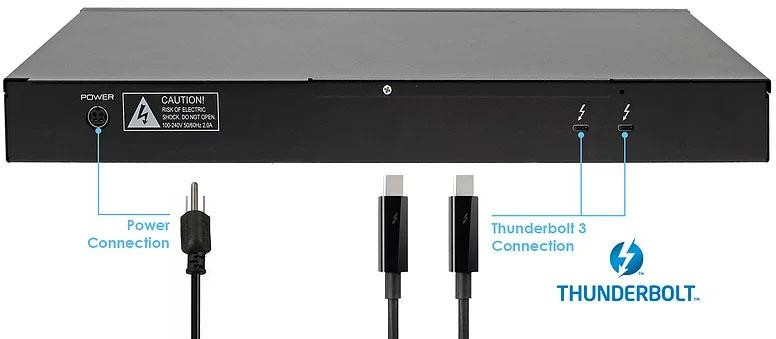 POWER
CAUTION!
RISK OF ELECTRIC
SHOCK. DO NOT OPEN.
100-240V 50/60Hz 2.0A
Power
Connection
Thunderbolt 3
Connection
THUNDERBOLT™